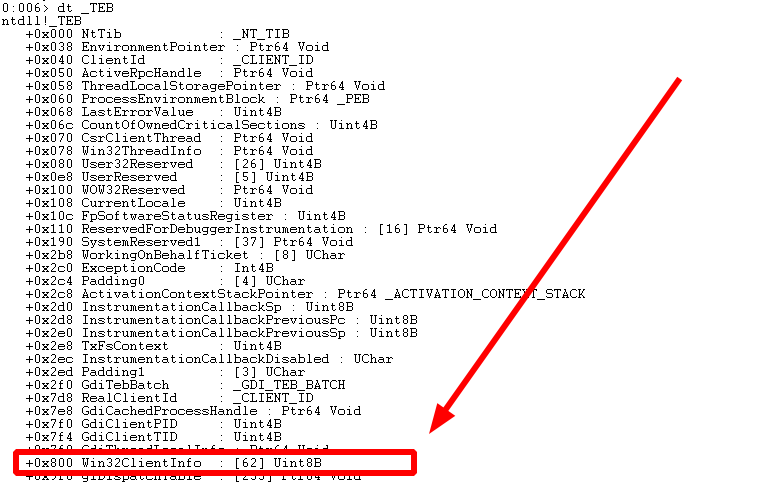 0:006> dt _TEB
ntdll!_TEB
+0x000 NtTib : _NT_TIB
+0x038 EnvironmentPointer : Ptr64 Void
+0x040 ClientId : _CLIENT_ID
+0x050 ActiveRpcHandle : Ptr64 Void
+0x058 ThreadLocalStoragePointer : Ptr64 Void
+0x060 ProcessEnvironmentBlock : Ptr64 _PEB
+0x068 LastErrorValue : Uint4B
+0x06c CountOfOwnedCriticalSections : Uint4B
+0x070 CsrClientThread : Ptr64 Void
+0x078 Win32ThreadInfo : Ptr64 Void
+0x080 User32Reserved : [26] Uint4B
+0x0e8 UserReserved : [5] Uint4B
+0x100 WOW32Reserved : Ptr64 Void
+0x108 CurrentLocale : Uint4B
+0x10c FpSoftwareStatusRegister : Uint4B
+0x110 ReservedForDebuggerInstrumentation : [16] Ptr64 Void
+0x190 SystemReserved1 : [37] Ptr64 Void
+0x2b8 WorkingOnBehalfTicket : [8] UChar
+0x2c0 ExceptionCode : Int4B
+0x2c4 Padding0 : [4] UChar
+0x2c8 ActivationContextStackPointer : Ptr64 _ACTIVATION_CONTEXT_STACK
+0x2d0 InstrumentationCallbackSp : Uint8B
+0x2d8 InstrumentationCallbackPreviousPc : Uint8B
+0x2e0 InstrumentationCallbackPreviousSp : Uint8B
+0x2e8 TxFsContext : Uint4B
+0x2ec InstrumentationCallbackDisabled : UChar
+0x2ed Padding1 : [3] UChar
+0x2f0 GdiTebBatch : _GDI_TEB_BATCH
+0x7d8 RealClientId : _CLIENT_ID
+0x7e8 GdiCachedProcessHandle : Ptr64 Void
+0x7f0 GdiClientPID : Uint4B
+0x7f4 GdiClientTID : Uint4B
+0x7f8 GdiThreadLocalInfo : Ptr64 Void
+0x800 Win32ClientInfo : [62] Uint8B
+0x9f0 glDispatchTable : [233] Ptr64 Void